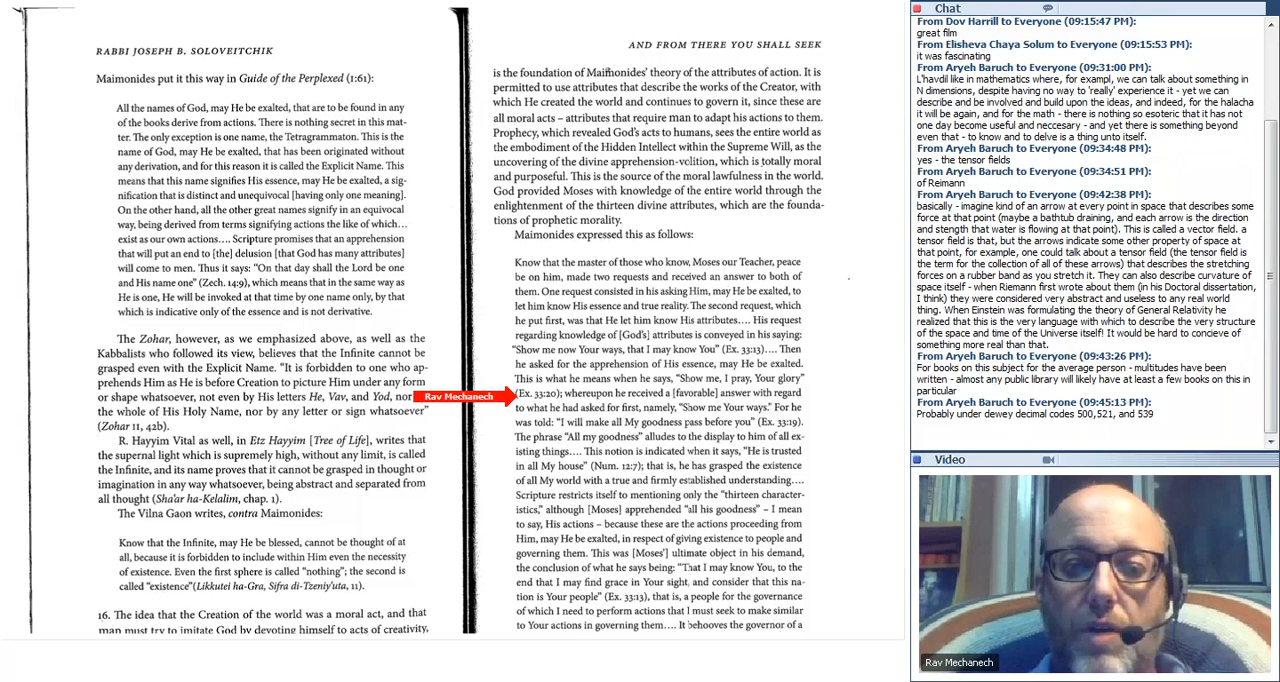 RABBI JOSEPH B. SOLOVEITCHIK
Maimonides put it this way in Guide of the Perplexed (1:61):
All the names of God, may He be exalted, that are to be found in any
of the books derive from actions. There is nothing secret in this mat-
ter. The only exception is one name, the Tetragrammaton. This is the
name of God, may He be exalted, that has been originated without
any derivation, and for this reason it is called the Explicit Name. This
means that this name signifies His essence, may He be exalted, a sig-
nification that is distinct and unequivocal [having only one meaning].
On the other hand, all the other great names signify in an equivocal
way, being derived from terms signifying actions the like of which…
exist as our own actions…. Scripture promises that an apprehension
that will put an end to [the] delusion [that God has many attributes]
will come to men. Thus it says: "On that day shall the Lord be one
and His name one" (Zech. 14:9), which means that in the same way as
He is one, He will be invoked at that time by one name only, by that
which is indicative only of the essence and is not derivative.
The Zohar, however, as we emphasized above, as well as the
Kabbalists who followed its view, believes that the Infinite cannot be
grasped even with the Explicit Name. "It is forbidden to one who ap-
prehends Him as He is before Creation to picture Him under any form
or shape whatsoever, not even by His letters He, Vav, and Yod, nor
the whole of His Holy Name, nor by any letter or sign whatsoever"
(Zohar II, 42b).
R. Hayyim Vital as well, in Etz Hayyim [Tree of Life], writes that
the supernal light which is supremely high, without any limit, is called
the Infinite, and its name proves that it cannot be grasped in thought or
imagination in any way whatsoever, being abstract and separated from
all thought (Sha'ar ha-Kelalim, chap. 1).
The Vilna Gaon writes, contra Maimonides:
Know that the Infinite, may He be blessed, cannot be thought of at
all, because it is forbidden to include within Him even the necessity
of existence. Even the first sphere is called "nothing"; the second is
called "existence"(Likkutei ha-Gra, Sifra di-Tzeniy'uta, 11).
16. The idea that the Creation of the world was a moral act, and that
man must try to imitate God by devoting himself to acts of creativity,
AND FROM THERE YOU SHALL SEEK
is the foundation of Maimonides' theory of the attributes of action. It is
permitted to use attributes that describe the works of the Creator, with
which He created the world and continues to govern it, since these are
all moral acts – attributes that require man to adapt his actions to them.
Prophecy, which revealed God's acts to humans, sees the entire world as
the embodiment of the Hidden Intellect within the Supreme Will, as the
uncovering of the divine apprehension-volition, which is totally moral
and purposeful. This is the source of the moral lawfulness in the world.
God provided Moses with knowledge of the entire world through the
enlightenment of the thirteen divine attributes, which are the founda-
tions of prophetic morality.
Maimonides expressed this as follows:
Know that the master of those who know, Moses our Teacher, peace
be on him, made two requests and received an answer to both of
them. One request consisted in his asking Him, may He be exalted, to
let him know His essence and true reality. The second request, which
he put first, was that He let him know His attributes…. His request
regarding knowledge of [God's] attributes is conveyed in his saying:
"Show me now Your ways, that I may know You" (Ex. 33:13)…. Then
he asked for the apprehension of His essence, may He be exalted.
This is what he means when he says, "Show me, I pray, Your glory"
Rav Mechanech
(Ex. 33:20); whereupon he received a [favorable] answer with regard
to what he had asked for first, namely, "Show me Your ways." For he
was told: "I will make all My goodness pass before you" (Ex. 33:19).
The phrase "All my goodness" alludes to the display to him of all ex-
isting things…. This notion is indicated when it says, "He is trusted
in all My house" (Num. 12:7); that is, he has grasped the existence
of all My world with a true and firmly established understanding….
Scripture restricts itself to mentioning only the "thirteen character-
istics," although [Moses] apprehended "all his goodness" – I mean
to say, His actions – because these are the actions proceeding from
Him, may He be exalted, in respect of giving existence to people and
governing them. This was [Moses'] ultimate object in his demand,
the conclusion of what he says being: "That I may know You, to the
end that I may find grace in Your sight, and consider that this na-
tion is Your people" (Ex. 33:13), that is, a people for the governance
of which I need to perform actions that I must seek to make similar
to Your actions in governing them…. It behooves the governor of a
Chat
From Dov Harrill to Everyone (09:15:47 PM):
great film
From Elisheva Chaya Solum to Everyone (09:15:53 PM):
it was fascinating
From Aryeh Baruch to Everyone (09:31:00 PM):
L'havdil like in mathematics where, for exampl, we can talk about something in
N dimensions, despite having no way to 'really' experience it - yet we can
describe and be involved and build upon the ideas, and indeed, for the halacha
it will be again, and for the math - there is nothing so esoteric that it has not
one day become useful and neccesary - and yet there is something beyond
even that - to know and to delve is a thing unto itself.
From Aryeh Baruch to Everyone (09:34:48 PM):
yes - the tensor fields
From Aryeh Baruch to Everyone (09:34:51 PM):
of Reimann
From Aryeh Baruch to Everyone (09:42:38 PM):
basically - imagine kind of an arrow at every point in space that describes some
force at that point (maybe a bathtub draining, and each arrow is the direction
and stength that water is flowing at that point). This is called a vector field. a
tensor field is that, but the arrows indicate some other property of space at
that point, for example, one could talk about a tensor field (the tensor field is
the term for the collection of all of these arrows) that describes the stretching
forces on a rubber band as you stretch it. They can also describe curvature of
space itself - when Riemann first wrote about them (in his Doctoral dissertation,
I think) they were considered very abstract and useless to any real world
thing. When Einstein was formulating the theory of General Relativity he
realized that this is the very language with which to describe the very structure
of the space and time of the Universe itself! It would be hard to concieve of
something more real than that.
From Aryeh Baruch to Everyone (09:43:26 PM):
For books on this subject for the average person - multitudes have been
written - almost any public library will likely have at least a few books on this in
particular
From Aryeh Baruch to Everyone (09:45:13 PM):
Probably under dewey decimal codes 500,521, and 539
Video
Rav Mechanech